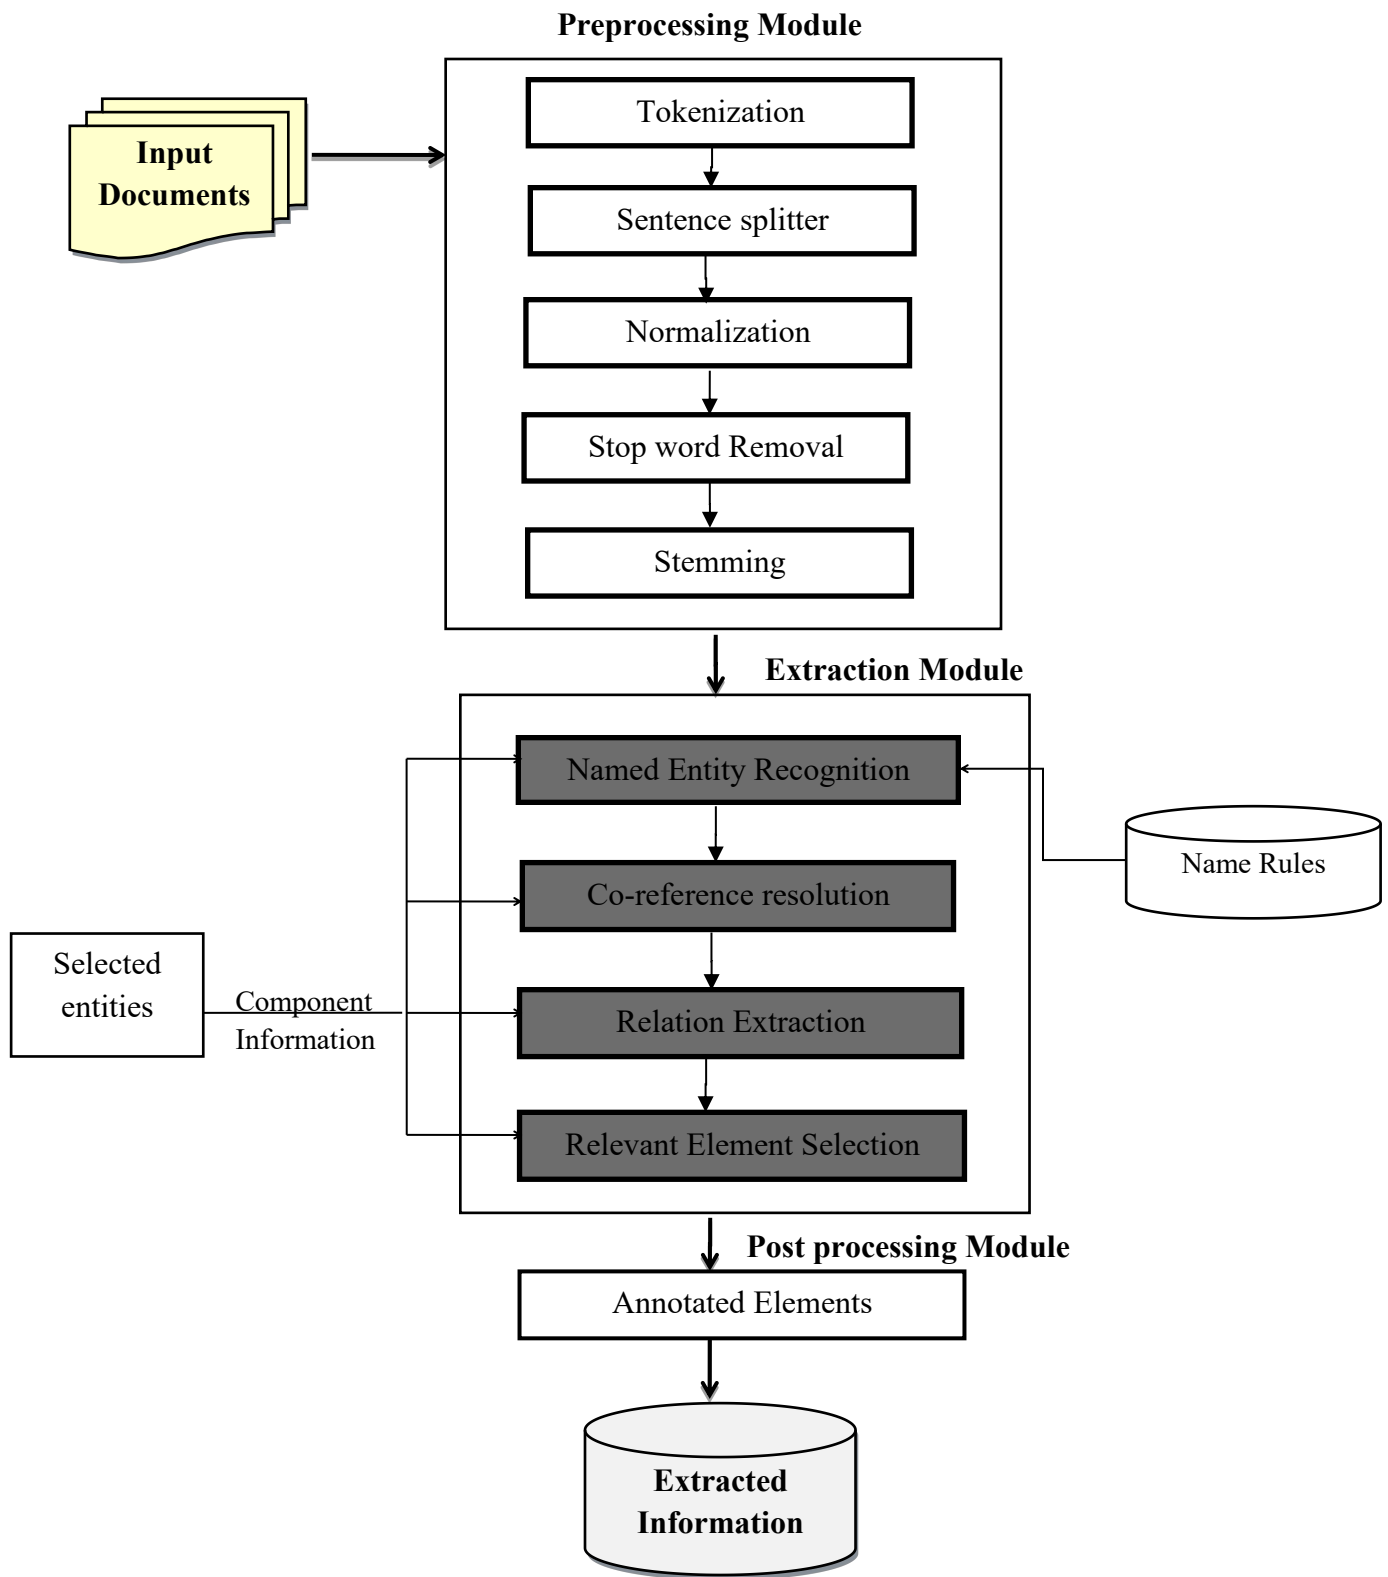 Preprocessing Module
Input
Documents
Tokenization
Sentence splitter
Normalization
Stop word Removal
Stemming
Extraction Module
Named Entity Recognition
Name Rules
Co-reference resolution
Selected
entities
Component
Information
Relation Extraction
Relevant Element Selection
Post processing Module
Annotated Elements
Extracted
Information